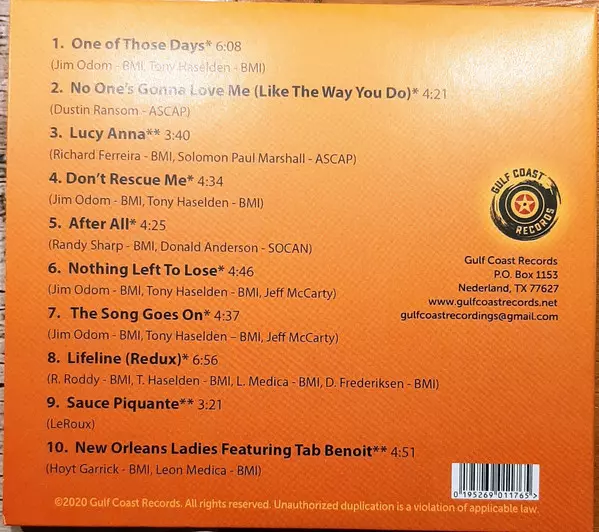 1. One of Those Days* 6:08
(Jim Odom - BMI, Tony Haselden - BMI)
2. No One's Gonna Love Me (Like The Way You Do)* 4:21
(Dustin Ransom - ASCAP)
3. Lucy Anna** 3:40
(Richard Ferreira - BMI, Solomon Paul Marshall - ASCAP)
4. Don't Rescue Me* 4:34
(Jim Odom - BMI, Tony Haselden - BMI)
5. After All* 4:25
(Randy Sharp - BMI, Donald Anderson - SOCAN)
6. Nothing Left To Lose* 4:46
(Jim Odom - BMI, Tony Haselden - BMI, Jeff McCarty)
7. The Song Goes On* 4:37
(Jim Odom - BMI, Tony Haselden – BMI, Jeff McCarty)
8. Lifeline (Redux)* 6:56
(R. Roddy - BMI, T. Haselden - BMI, L. Medica - BMI, D. Frederiksen - BMI)
9. Sauce Piquante** 3:21
(LeRoux)
10. New Orleans Ladies Featuring Tab Benoit** 4:51
(Hoyt Garrick - BMI, Leon Medica - BMI)
GULF COAST
RECORDS
Gulf Coast Records
P.O. Box 1153
Nederland, TX 77627
www.gulfcoastrecords.net
gulfcoastrecordings@gmail.com
0 195269 011765 >
©2020 Gulf Coast Records. All rights reserved. Unauthorized duplication is a violation of applicable law.